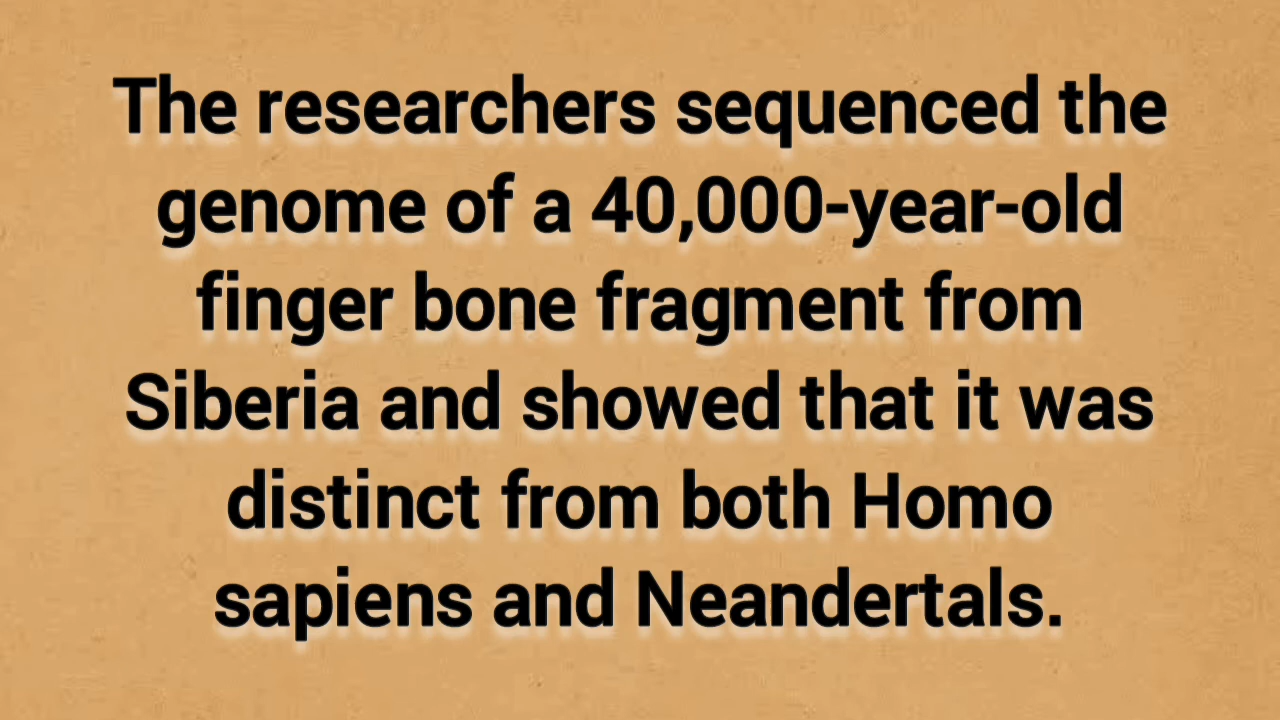 The researchers sequenced the
genome of a 40,000-year-old
finger bone fragment from
Siberia and showed that it was
distinct from both Homo
sapiens and Neandertals.